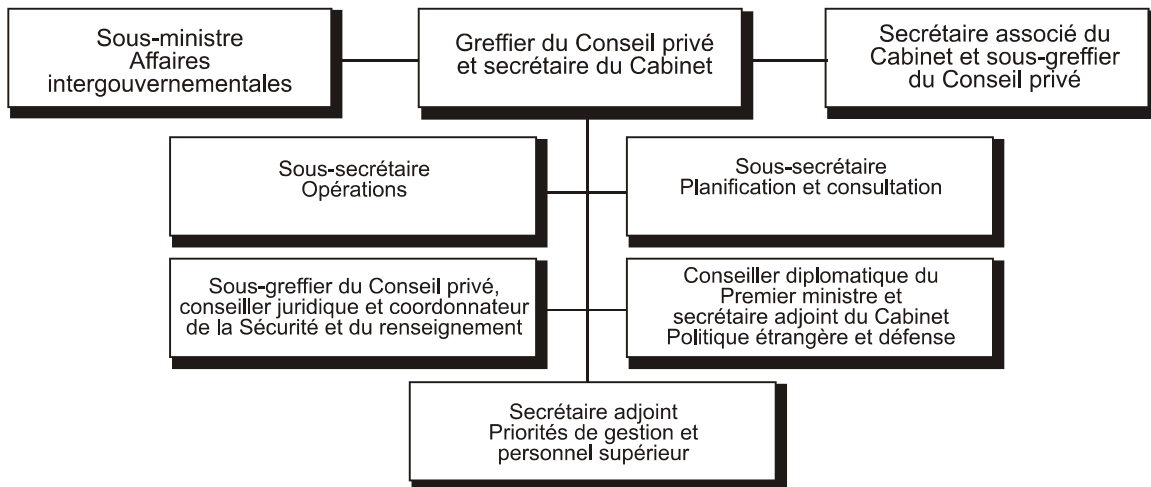 Sous-ministre
Affaires
intergouvernementales
Greffier du Conseil privé
et secrétaire du Cabinet
Secrétaire associé du
Cabinet et sous-greffier
du Conseil privé
Sous-secrétaire
Opérations
Sous-secrétaire
Planification et consultation
Sous-greffier du Conseil privé,
conseiller juridique et coordonnateur
de la Sécurité et du renseignement
Conseiller diplomatique du
Premier ministre et
secrétaire adjoint du Cabinet
Politique étrangère et défense
Secrétaire adjoint
Priorités de gestion et
personnel supérieur